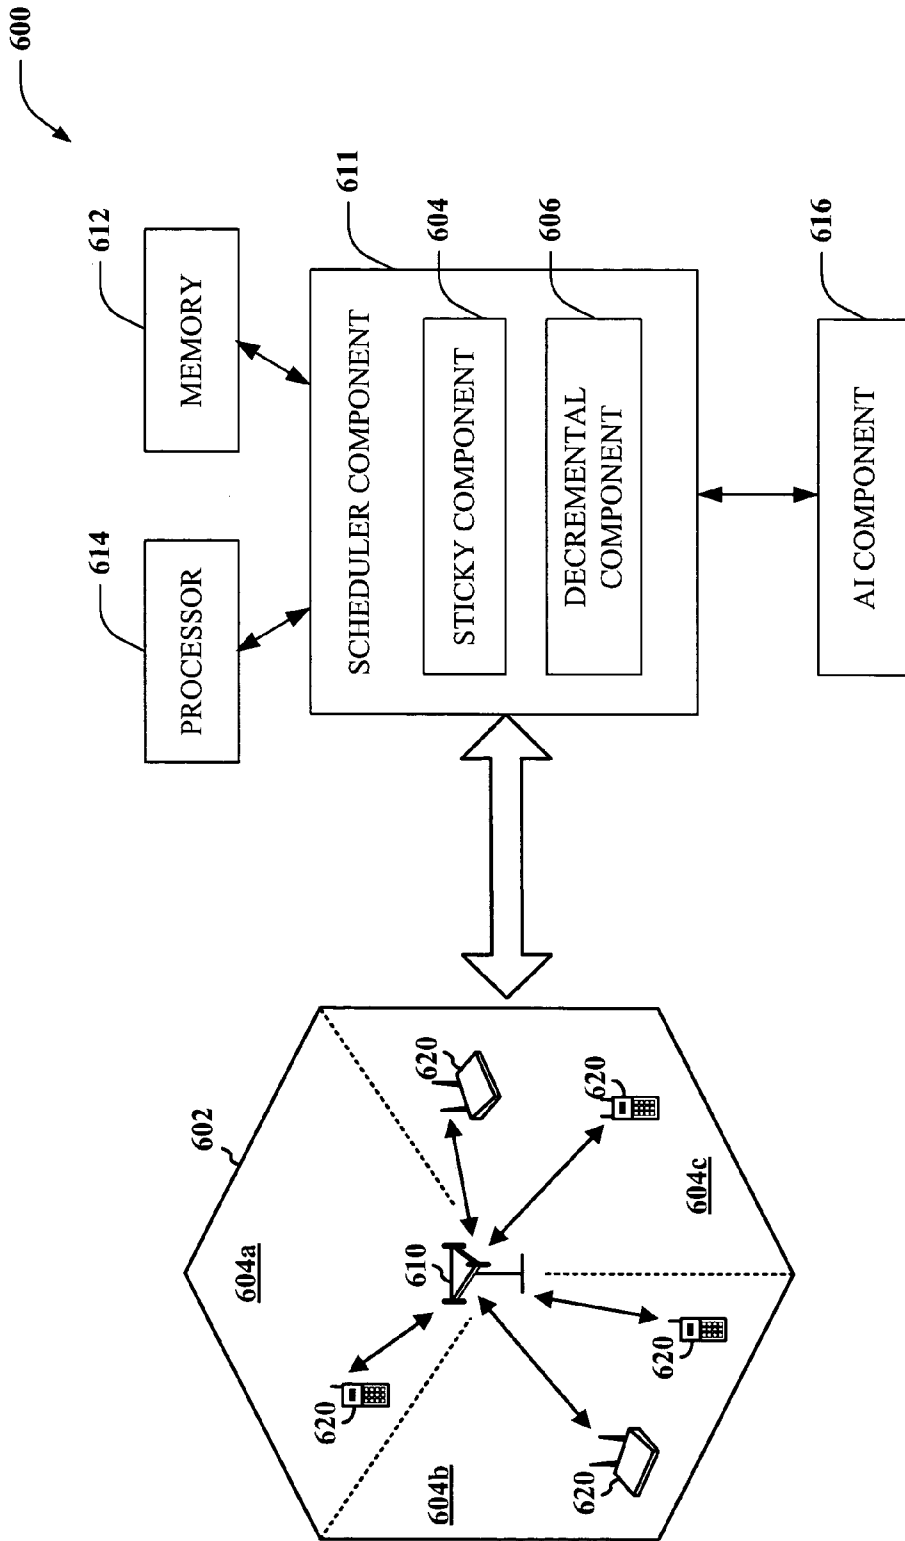 600
602
604a
610
620
620
620
604b
620
620
604c
614
PROCESSOR
612
MEMORY
611
SCHEDULER COMPONENT
604
STICKY COMPONENT
606
DECREMENTAL
COMPONENT
616
AI COMPONENT